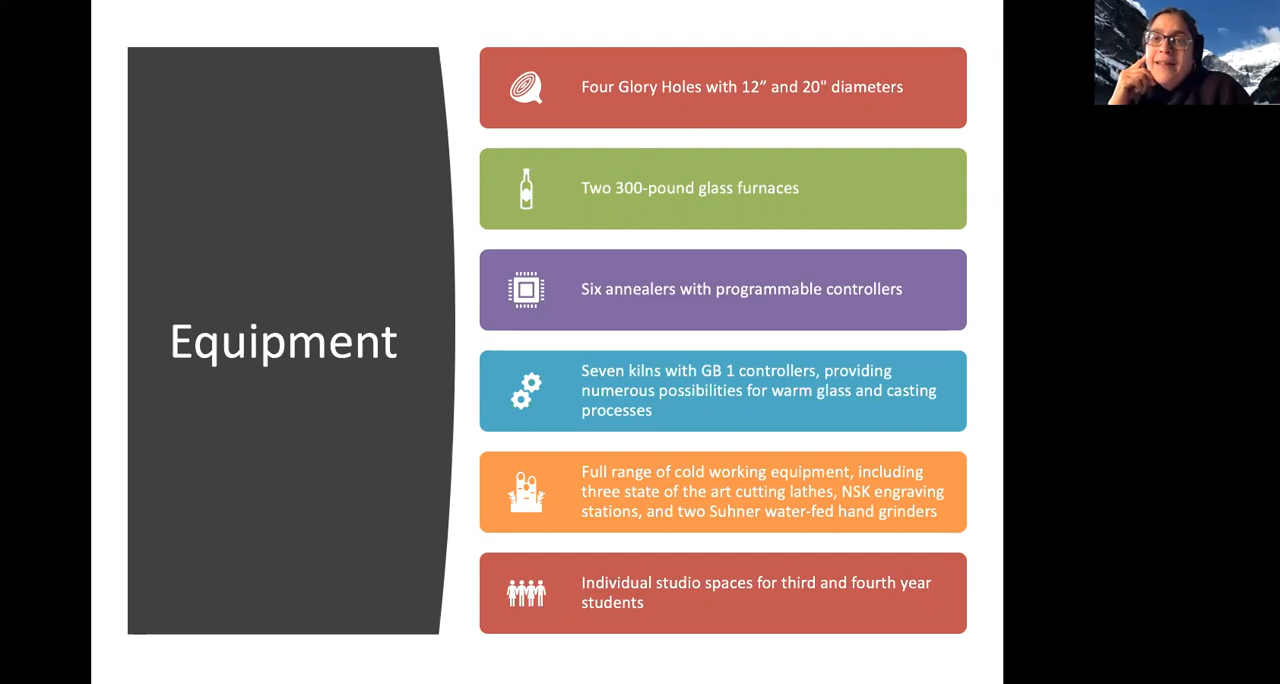 Equipment
Four Glory Holes with 12” and 20" diameters
Two 300-pound glass furnaces
Six annealers with programmable controllers
Seven kilns with GB 1 controllers, providing
numerous possibilities for warm glass and casting
processes
Full range of cold working equipment, including
three state of the art cutting lathes, NSK engraving
stations, and two Suhner water-fed hand grinders
Individual studio spaces for third and fourth year
students